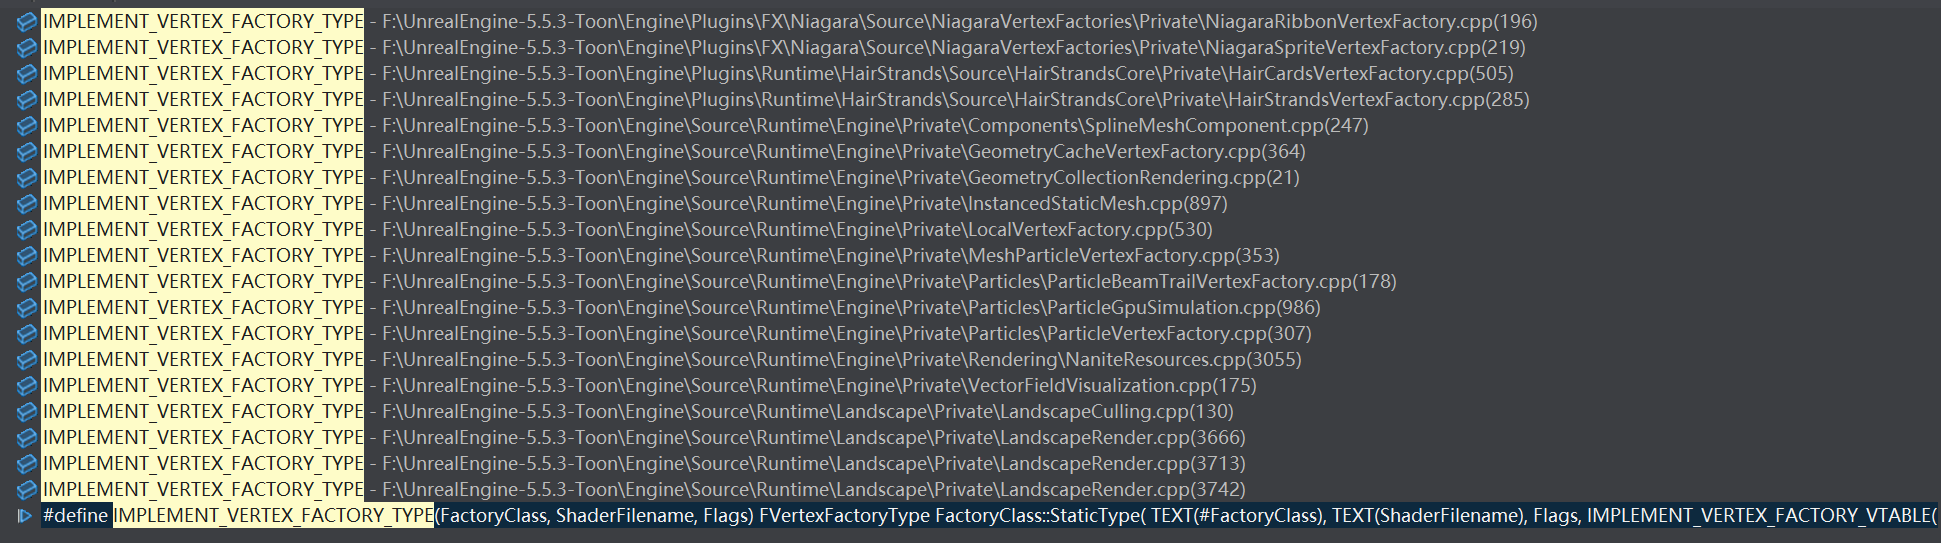 IMPLEMENT_VERTEX_FACTORY_TYPE - F:\UnrealEngine-5.5.3-Toon\Engine\Plugins\FX\Niagara\Source\NiagaraVertexFactories\Private\NiagaraRibbonVertexFactory.cpp(196)
IMPLEMENT_VERTEX_FACTORY_TYPE - F:\UnrealEngine-5.5.3-Toon\Engine\Plugins\FX\Niagara\Source\NiagaraVertexFactories\Private\NiagaraSpriteVertexFactory.cpp(219)
IMPLEMENT_VERTEX_FACTORY_TYPE - F:\UnrealEngine-5.5.3-Toon\Engine\Plugins\Runtime\HairStrands\Source\HairStrandsCore\Private\HairCardsVertexFactory.cpp(505)
IMPLEMENT_VERTEX_FACTORY_TYPE - F:\UnrealEngine-5.5.3-Toon\Engine\Plugins\Runtime\HairStrands\Source\HairStrandsCore\Private\HairStrandsVertexFactory.cpp(285)
IMPLEMENT_VERTEX_FACTORY_TYPE - F:\UnrealEngine-5.5.3-Toon\Engine\Source\Runtime\Engine\Private\Components\SplineMeshComponent.cpp(247)
IMPLEMENT_VERTEX_FACTORY_TYPE - F:\UnrealEngine-5.5.3-Toon\Engine\Source\Runtime\Engine\Private\GeometryCacheVertexFactory.cpp(364)
IMPLEMENT_VERTEX_FACTORY_TYPE - F:\UnrealEngine-5.5.3-Toon\Engine\Source\Runtime\Engine\Private\GeometryCollectionRendering.cpp(21)
IMPLEMENT_VERTEX_FACTORY_TYPE - F:\UnrealEngine-5.5.3-Toon\Engine\Source\Runtime\Engine\Private\InstancedStaticMesh.cpp(897)
IMPLEMENT_VERTEX_FACTORY_TYPE - F:\UnrealEngine-5.5.3-Toon\Engine\Source\Runtime\Engine\Private\LocalVertexFactory.cpp(530)
IMPLEMENT_VERTEX_FACTORY_TYPE - F:\UnrealEngine-5.5.3-Toon\Engine\Source\Runtime\Engine\Private\MeshParticleVertexFactory.cpp(353)
IMPLEMENT_VERTEX_FACTORY_TYPE - F:\UnrealEngine-5.5.3-Toon\Engine\Source\Runtime\Engine\Private\Particles\ParticleBeamTrailVertexFactory.cpp(178)
IMPLEMENT_VERTEX_FACTORY_TYPE - F:\UnrealEngine-5.5.3-Toon\Engine\Source\Runtime\Engine\Private\Particles\ParticleGpuSimulation.cpp(986)
IMPLEMENT_VERTEX_FACTORY_TYPE - F:\UnrealEngine-5.5.3-Toon\Engine\Source\Runtime\Engine\Private\Particles\ParticleVertexFactory.cpp(307)
IMPLEMENT_VERTEX_FACTORY_TYPE - F:\UnrealEngine-5.5.3-Toon\Engine\Source\Runtime\Engine\Private\Rendering\NaniteResources.cpp(3055)
IMPLEMENT_VERTEX_FACTORY_TYPE - F:\UnrealEngine-5.5.3-Toon\Engine\Source\Runtime\Engine\Private\VectorFieldVisualization.cpp(175)
IMPLEMENT_VERTEX_FACTORY_TYPE - F:\UnrealEngine-5.5.3-Toon\Engine\Source\Runtime\Landscape\Private\LandscapeCulling.cpp(130)
IMPLEMENT_VERTEX_FACTORY_TYPE - F:\UnrealEngine-5.5.3-Toon\Engine\Source\Runtime\Landscape\Private\LandscapeRender.cpp(3666)
IMPLEMENT_VERTEX_FACTORY_TYPE - F:\UnrealEngine-5.5.3-Toon\Engine\Source\Runtime\Landscape\Private\LandscapeRender.cpp(3713)
IMPLEMENT_VERTEX_FACTORY_TYPE - F:\UnrealEngine-5.5.3-Toon\Engine\Source\Runtime\Landscape\Private\LandscapeRender.cpp(3742)
#define IMPLEMENT_VERTEX_FACTORY_TYPE(FactoryClass, ShaderFilename, Flags) FVertexFactoryType FactoryClass::StaticType( TEXT(#FactoryClass), TEXT(ShaderFilename), Flags, IMPLEMENT_VERTEX_FACTORY_VTABLE(